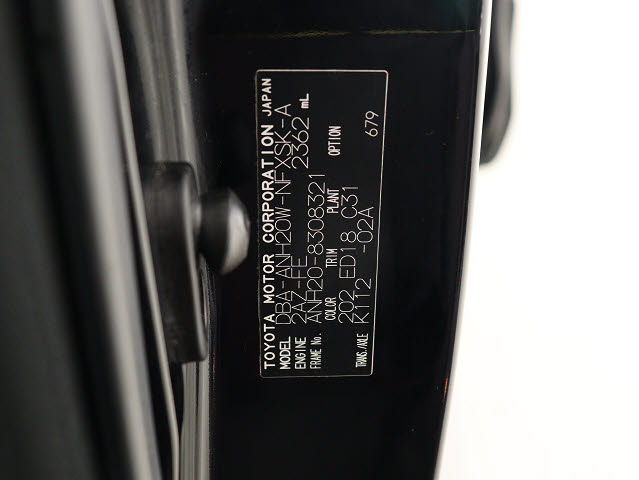 TOYOTA MOTOR CORPORATION JAPAN
MODEL DBA-ANH20W-NFXSK-A
ENGINE 2AZ-FE 2362 mL
FRAME No. ANH20-8308321
COLOR TRIM PLANT OPTION
202 ED18 C31 679
TRANS./AXLE K112 -02A